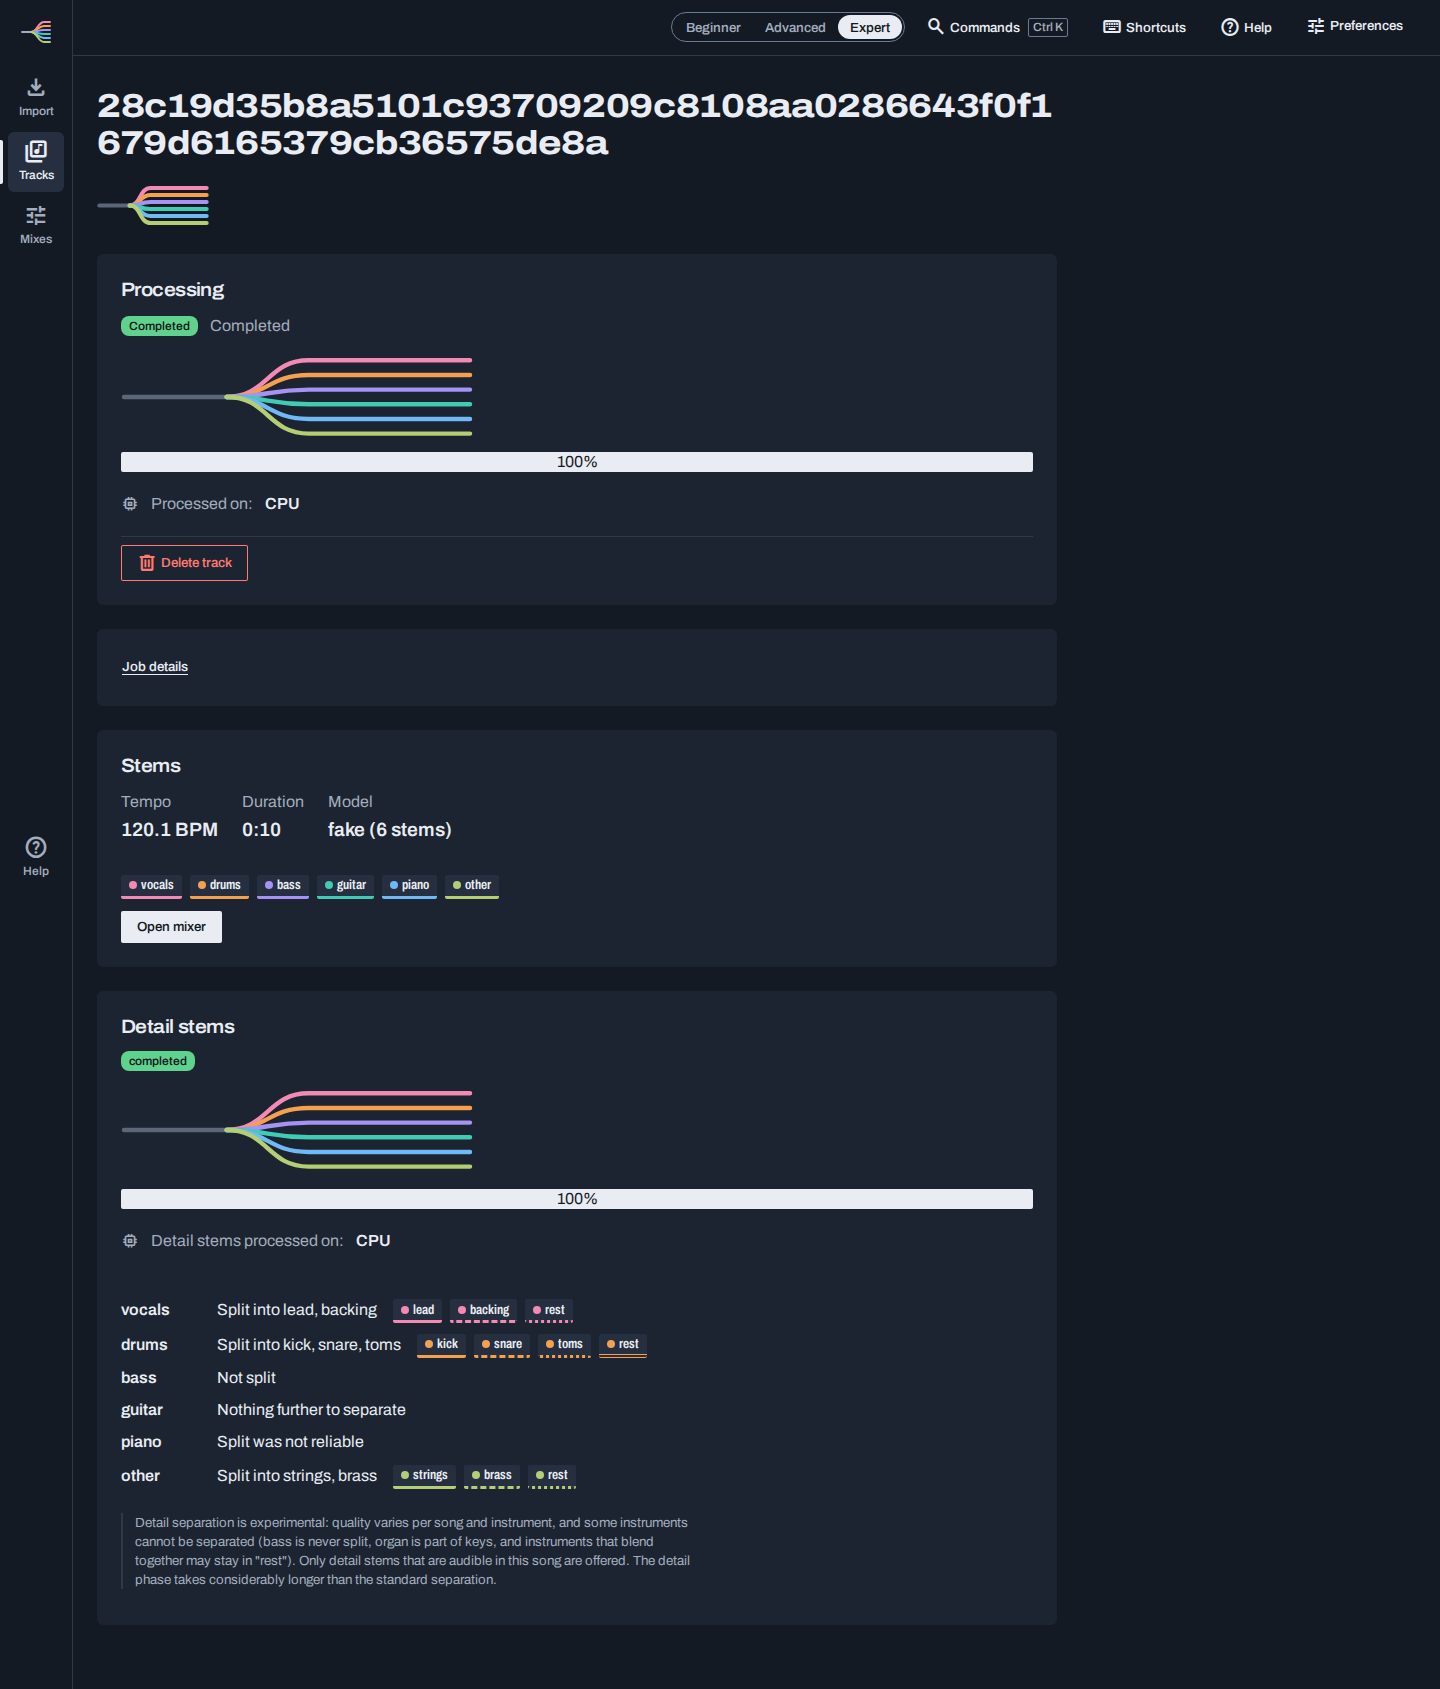 Beginner Advanced Expert Commands Ctrl K Shortcuts Help Preferences
Import
Tracks
Mixes
Help
28c19d35b8a5101c93709209c8108aa0286643f0f1
679d6165379cb36575de8a
Processing
Completed Completed
100%
Processed on: CPU
Delete track
Job details
Stems
Tempo Duration Model
120.1 BPM 0:10 fake (6 stems)
vocals drums bass guitar piano other
Open mixer
Detail stems
completed
100%
Detail stems processed on: CPU
vocals Split into lead, backing lead backing rest
drums Split into kick, snare, toms kick snare toms rest
bass Not split
guitar Nothing further to separate
piano Split was not reliable
other Split into strings, brass strings brass rest
Detail separation is experimental: quality varies per song and instrument, and some instruments
cannot be separated (bass is never split, organ is part of keys, and instruments that blend
together may stay in "rest"). Only detail stems that are audible in this song are offered. The detail
phase takes considerably longer than the standard separation.